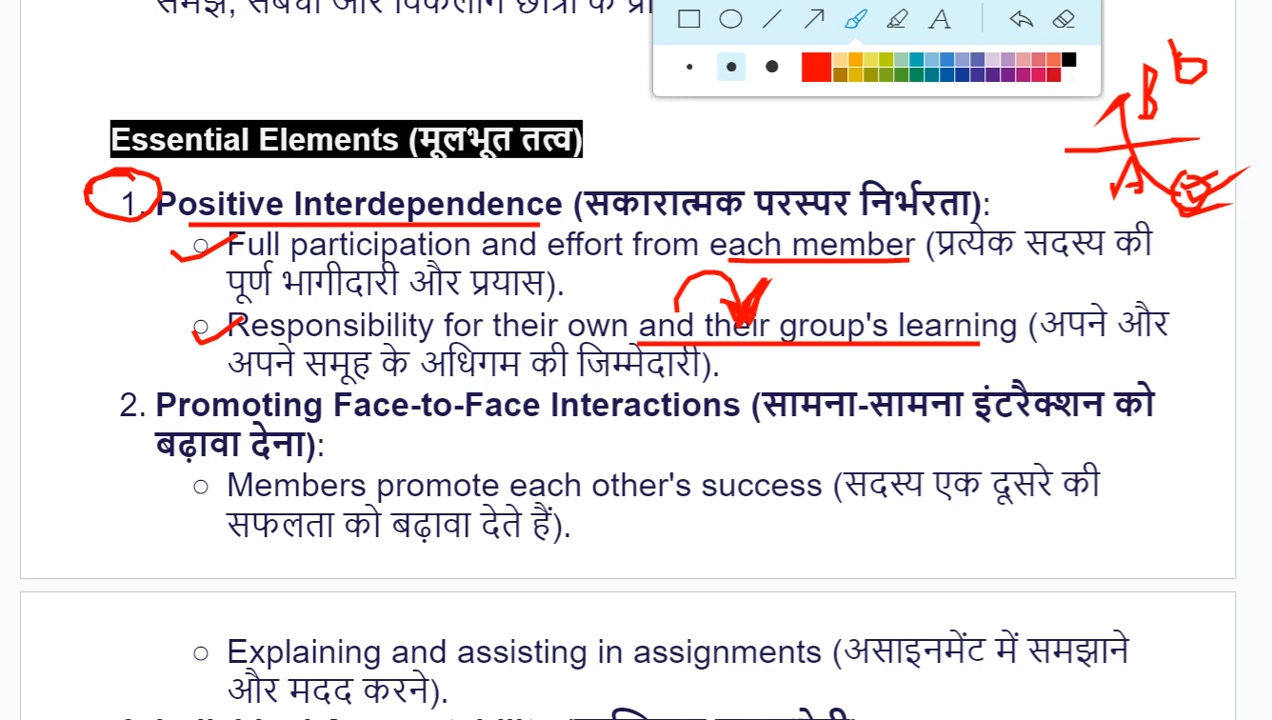 Essential Elements (मूलभूत तत्व)
1. Positive Interdependence (सकारात्मक परस्पर निर्भरता):
○ Full participation and effort from each member (प्रत्येक सदस्य की
पूर्ण भागीदारी और प्रयास).
○ Responsibility for their own and their group's learning (अपने और
अपने समूह के अधिगम की जिम्मेदारी).
2. Promoting Face-to-Face Interactions (सामना-सामना इंटरैक्शन को
बढ़ावा देना):
○ Members promote each other's success (सदस्य एक दूसरे की
सफलता को बढ़ावा देते हैं).
○ Explaining and assisting in assignments (असाइनमेंट में समझाने
और मदद करने).
B b
A